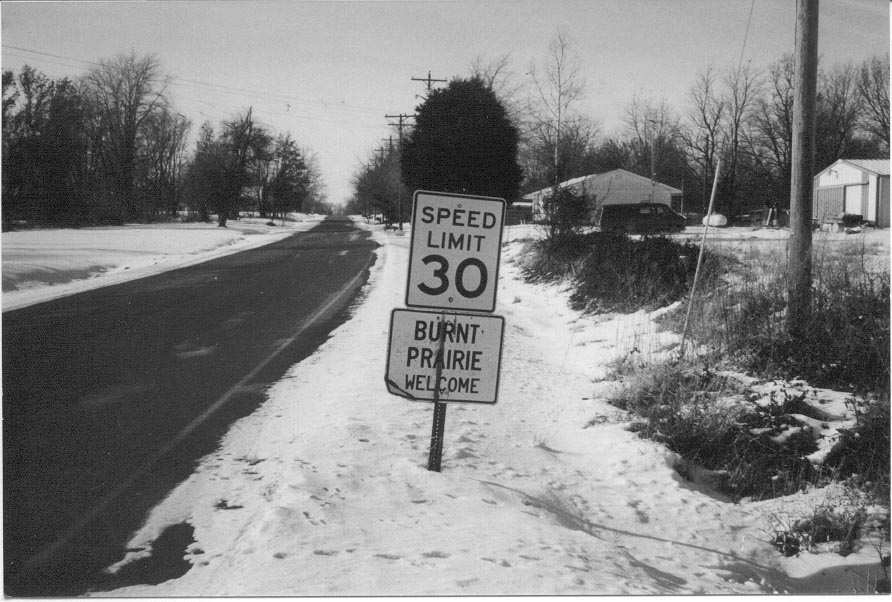 SPEED
LIMIT
30
BURNT
PRAIRIE
WELCOME